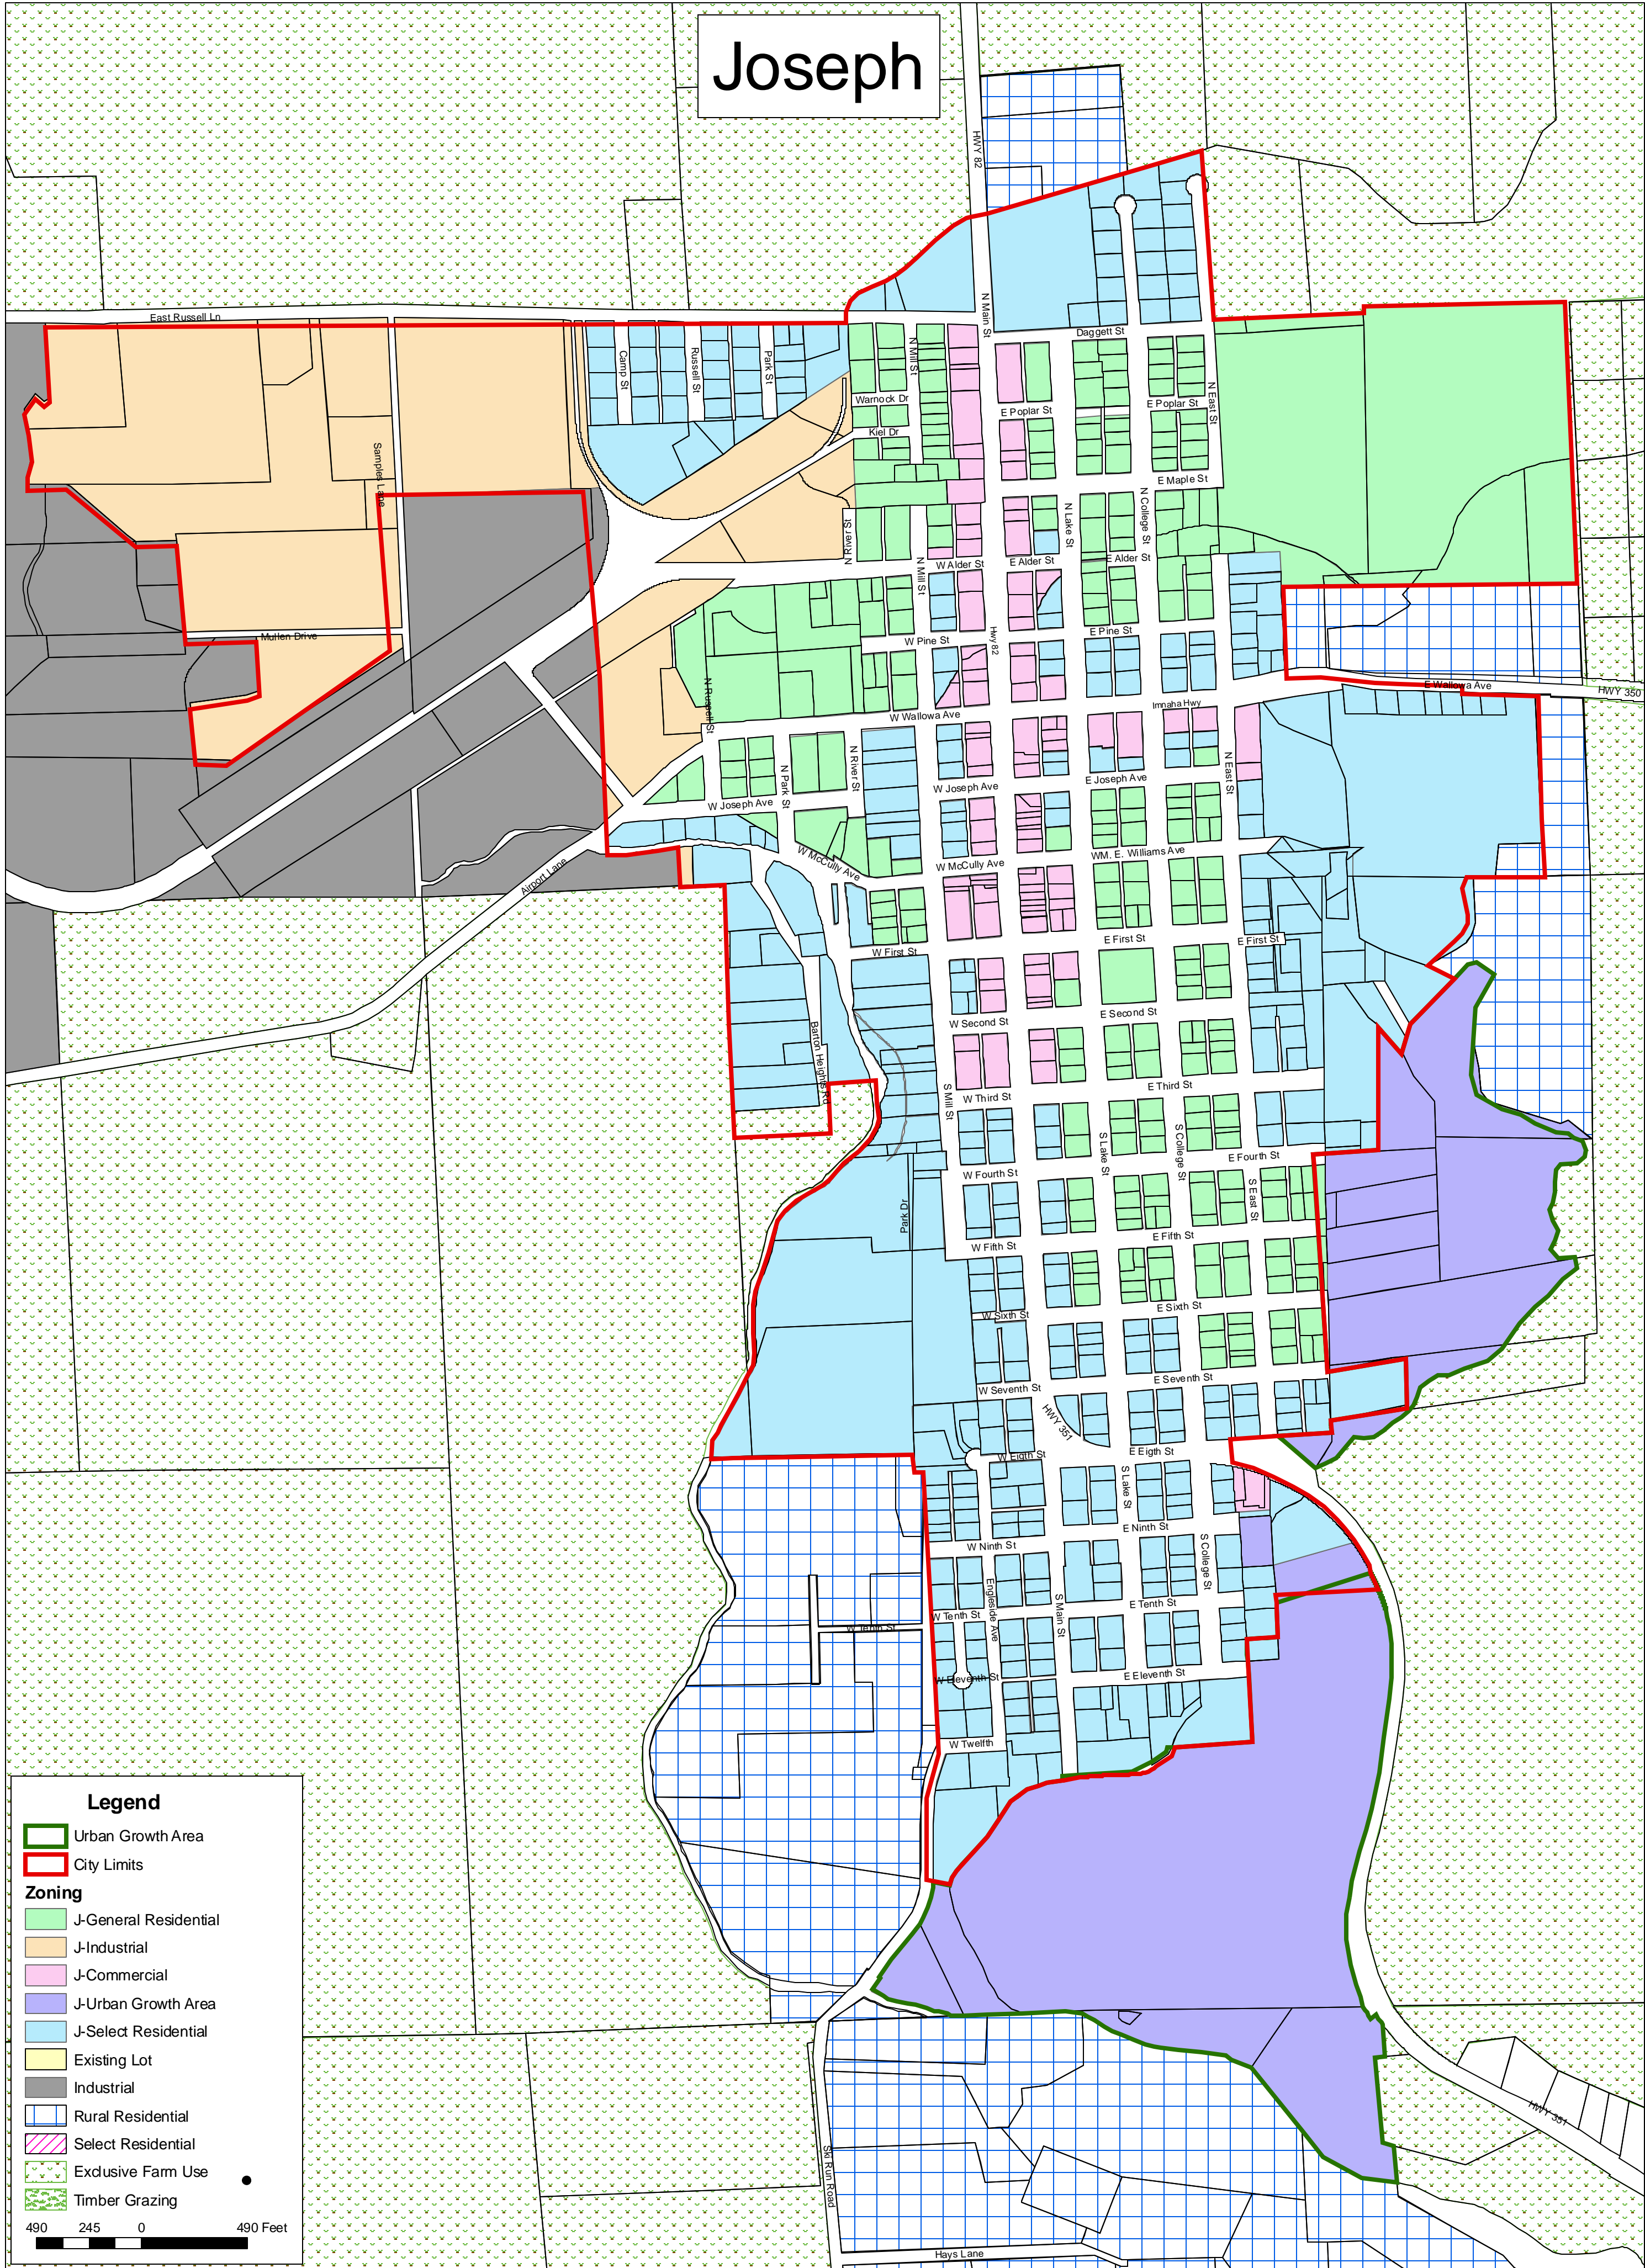 Joseph
HWY 82
East Russell Ln
N Main St
Daggett St
Camp St
Russell St
Park St
N Mill St
Warnock Dr
E Poplar St
E Poplar St
N East St
Kiel Dr
Samples Lane
E Maple St
N River St
N Lake St
N College St
W Alder St
E Alder St
E Alder St
N Mill St
Mullen Drive
W Pine St
Hwy 82
E Pine St
N Russell St
E Wallowa Ave
HWY 350
W Wallowa Ave
Imnaha Hwy
N Park St
N River St
N East St
E Joseph Ave
W Joseph Ave
W Joseph Ave
W McCully Ave
W McCully Ave
WM. E. Williams Ave
Airport Lane
W First St
E First St
E First St
W Second St
E Second St
Barton Heights Rd
E Third St
W Third St
S Mill St
S Lake St
S College St
E Fourth St
W Fourth St
S East St
Park Dr
E Fifth St
W Fifth St
E Sixth St
W Sixth St
E Seventh St
W Seventh St
HWY 351
E Eigth St
W Eigth St
S Lake St
E Ninth St
W Ninth St
S College St
Engleside Ave
S Main St
E Tenth St
W Tenth St
W Tenth St
E Eleventh St
W Eleventh St
W Twelfth
HWY 351
Ski Run Road
Hays Lane
Legend
Urban Growth Area
City Limits
Zoning
J-General Residential
J-Industrial
J-Commercial
J-Urban Growth Area
J-Select Residential
Existing Lot
Industrial
Rural Residential
Select Residential
Exclusive Farm Use
Timber Grazing
490 245 0 490 Feet